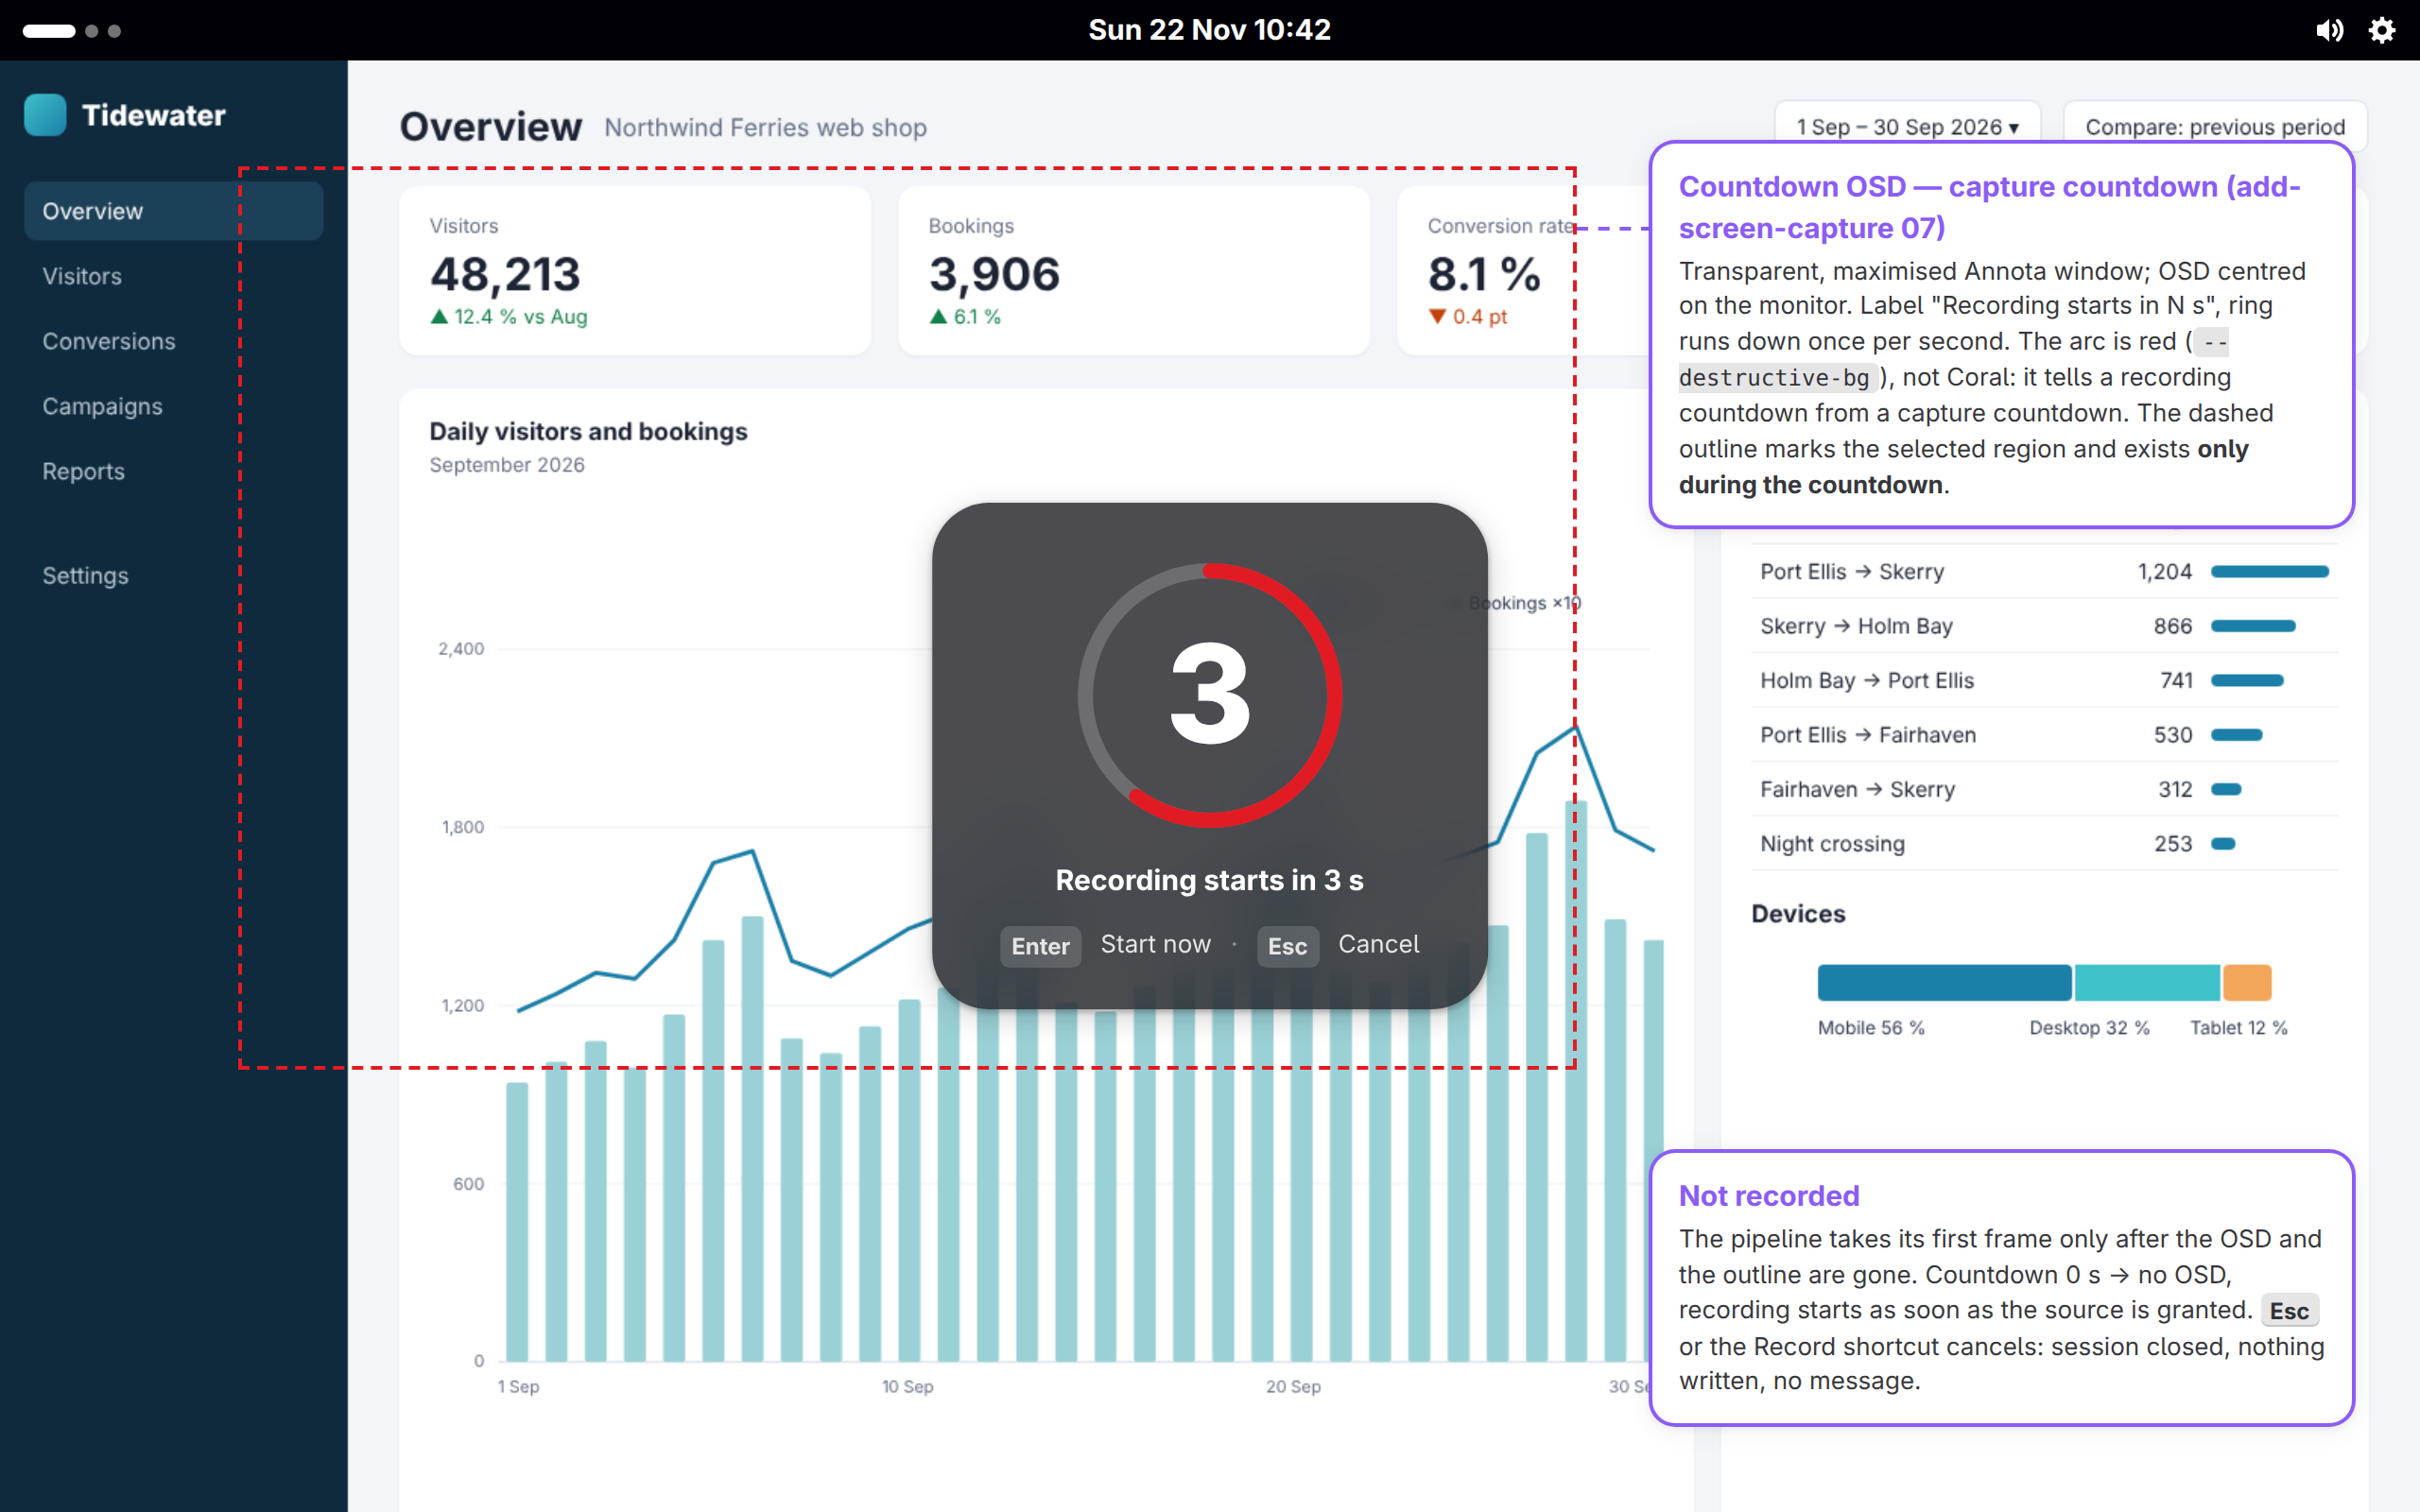 Sun 22 Nov 10:42
Tidewater
Overview
Visitors
Conversions
Campaigns
Reports
Settings
Overview Northwind Ferries web shop
1 Sep – 30 Sep 2026 ▾
Compare: previous period
Visitors
48,213
▲ 12.4 % vs Aug
Bookings
3,906
▲ 6.1 %
Conversion rate
8.1 %
▼ 0.4 pt
Countdown OSD — capture countdown (add-
screen-capture 07)
Transparent, maximised Annota window; OSD centred
on the monitor. Label "Recording starts in N s", ring
runs down once per second. The arc is red ( --
destructive-bg ), not Coral: it tells a recording
countdown from a capture countdown. The dashed
outline marks the selected region and exists only
during the countdown.
Daily visitors and bookings
September 2026
Bookings ×10
2,400
1,800
1,200
600
0
1 Sep
10 Sep
20 Sep
30
3
Recording starts in 3 s
Enter Start now · Esc Cancel
Port Ellis → Skerry 1,204
Skerry → Holm Bay 866
Holm Bay → Port Ellis 741
Port Ellis → Fairhaven 530
Fairhaven → Skerry 312
Night crossing 253
Devices
Mobile 56 % Desktop 32 % Tablet 12 %
Not recorded
The pipeline takes its first frame only after the OSD and
the outline are gone. Countdown 0 s → no OSD,
recording starts as soon as the source is granted. Esc
or the Record shortcut cancels: session closed, nothing
written, no message.